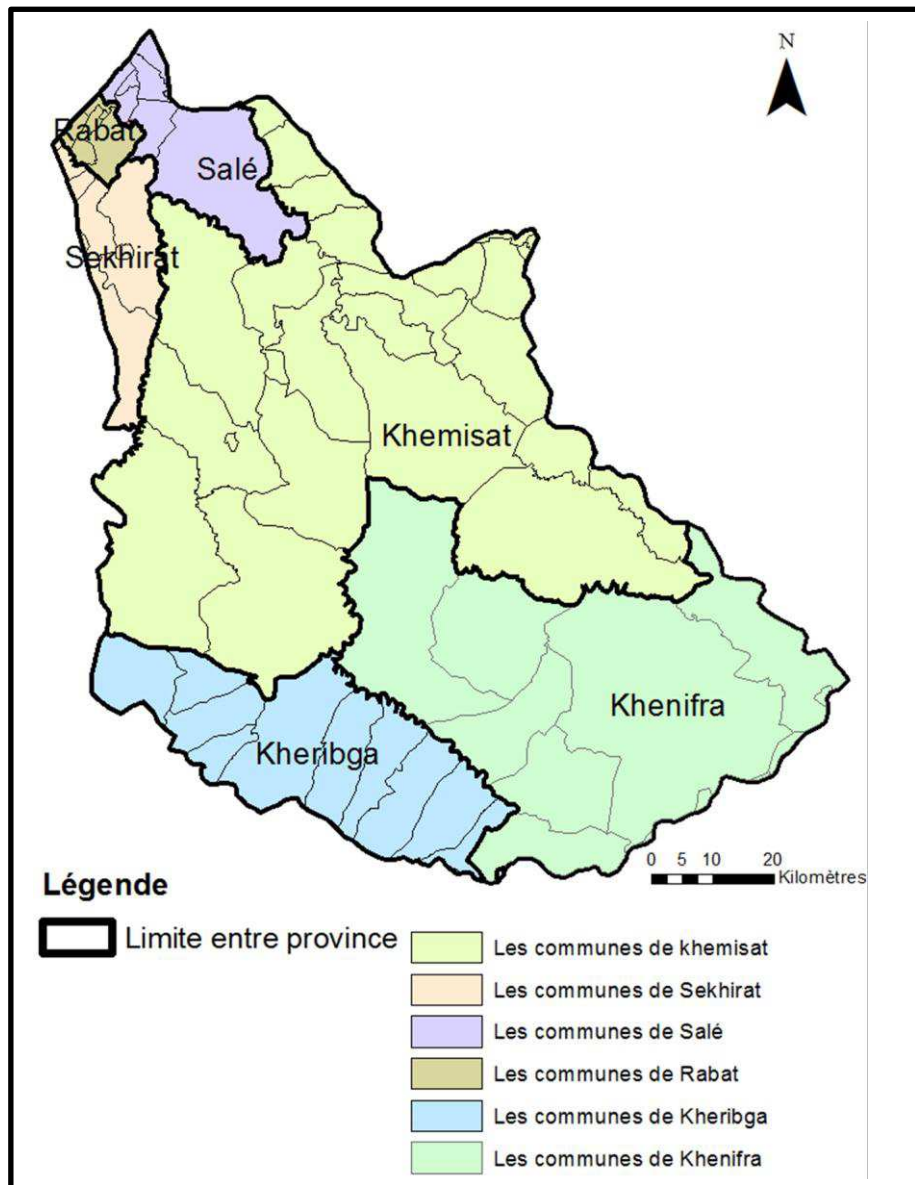 N
Rabat
Salé
Sekhirat
Khemisat
Khenifra
Kheribga
0 5 10 20
Kilomètres
Légende
Limite entre province
Les communes de khemisat
Les communes de Sekhirat
Les communes de Salé
Les communes de Rabat
Les communes de Kheribga
Les communes de Khenifra